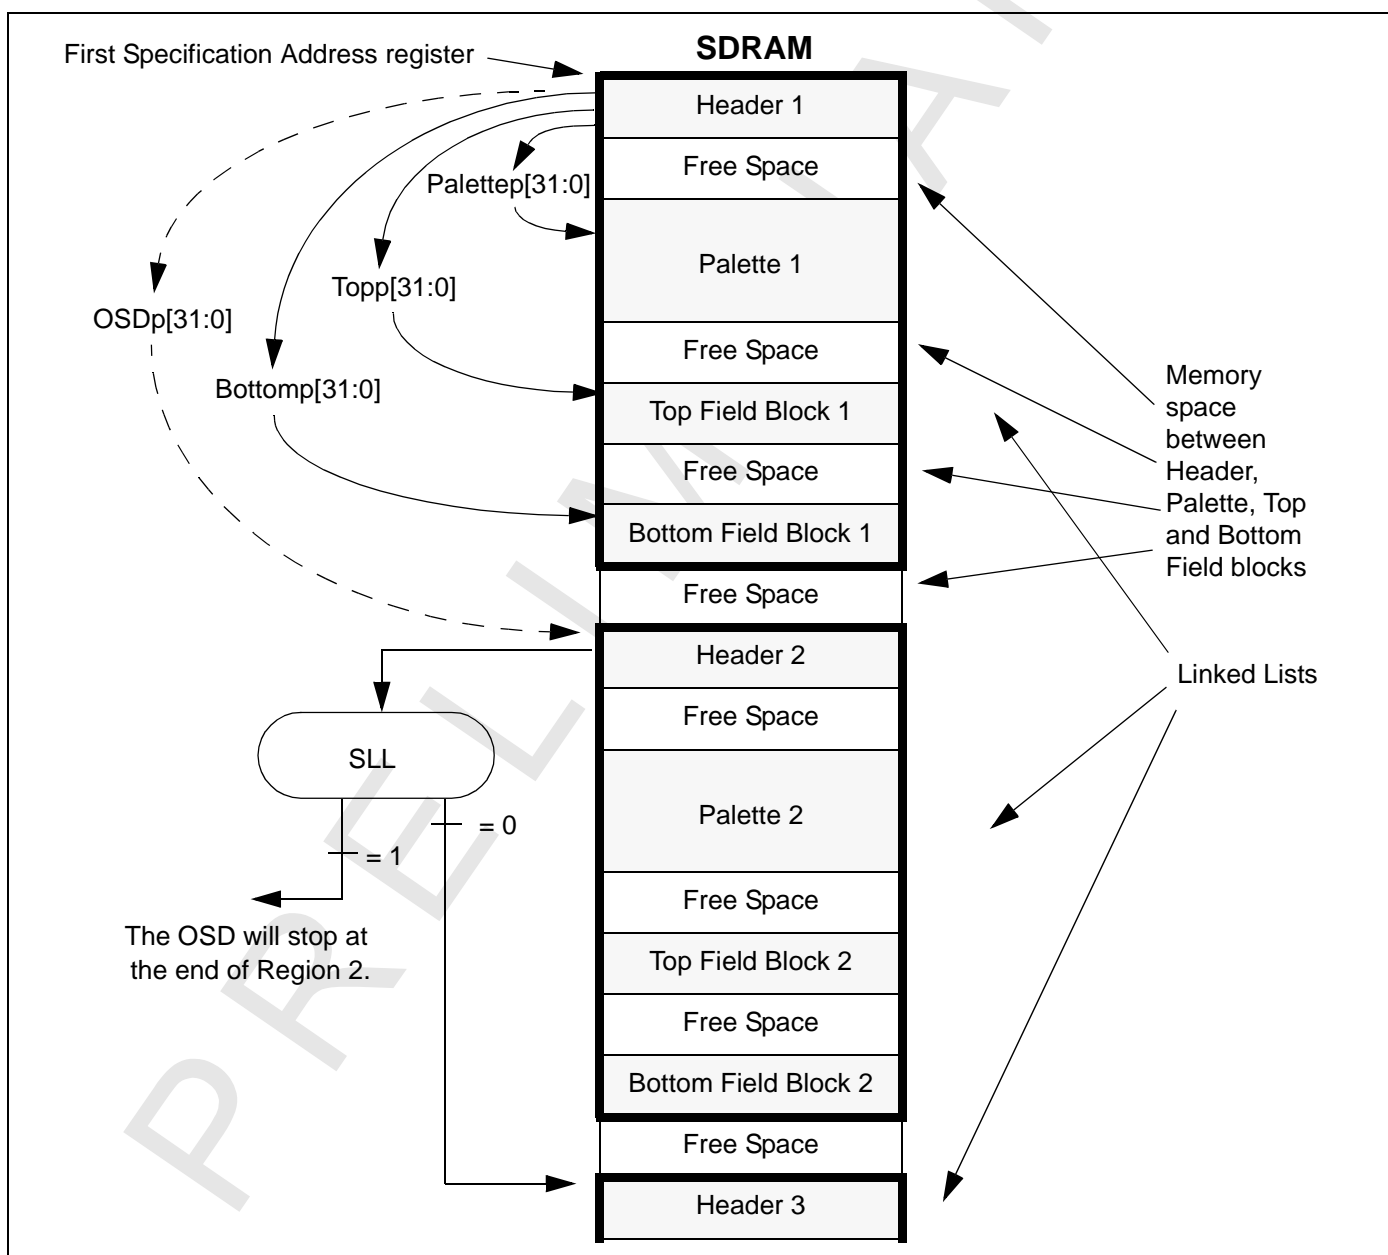 SDRAM
First Specification Address register
Header 1
Free Space
Palettep[31:0]
Palette 1
Topp[31:0]
OSDp[31:0]
Free Space
Bottomp[31:0]
Top Field Block 1
Free Space
Bottom Field Block 1
Free Space
Memory
space
between
Header,
Palette, Top
and Bottom
Field blocks
Header 2
Linked Lists
Free Space
SLL
Palette 2
= 0
= 1
Free Space
The OSD will stop at
the end of Region 2.
Top Field Block 2
Free Space
Bottom Field Block 2
Free Space
Header 3